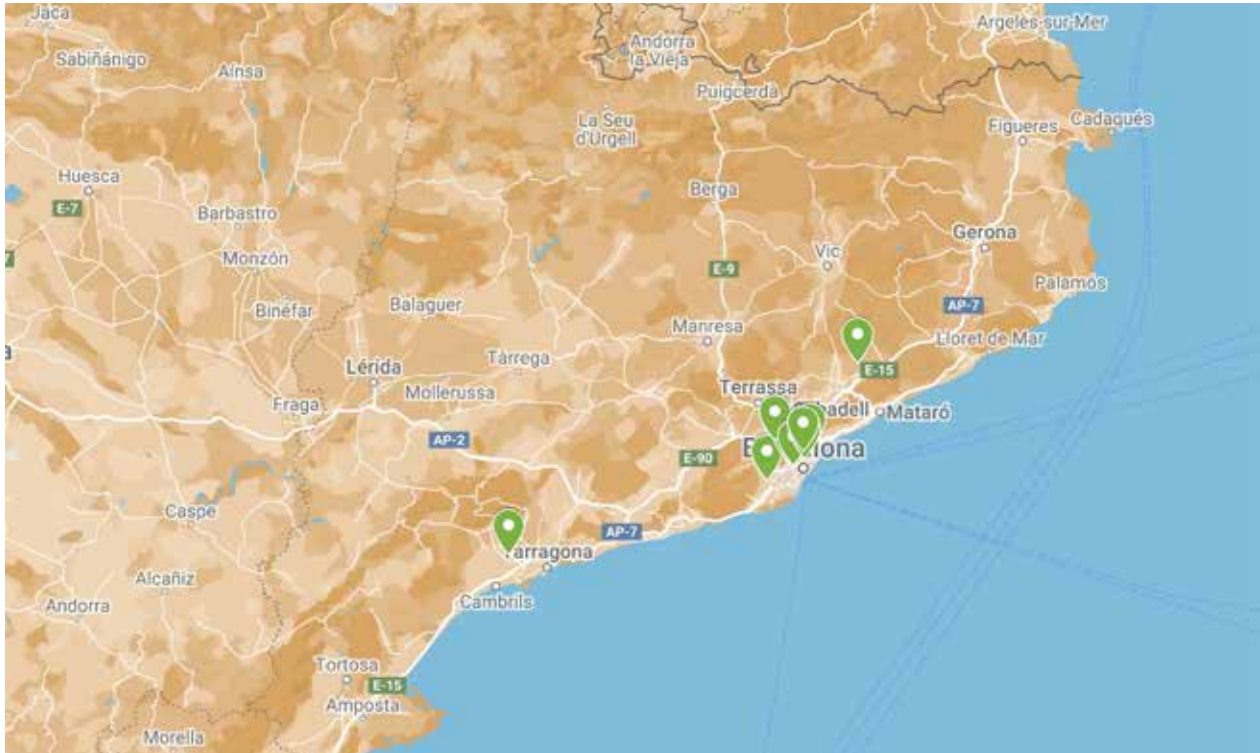 Jaca
Sabiñánigo
Aínsa
Andorra
la Vieja
Argelès-sur-Mer
Puigcerdà
La Seu
d'Urgell
Figueres
Cadaqués
Huesca
E-7
Barbastro
Berga
Monzón
Vic
Gerona
E-9
Binéfar
Balaguer
Palamós
AP-7
Manresa
Lloret de Mar
Lérida
Tàrrega
E-15
Mollerussa
Terrassa
Fraga
Mataró
AP-2
E-90
Caspe
AP-7
Alcañiz
Cambrils
Andorra
Tortosa
E-15
Amposta
Morella